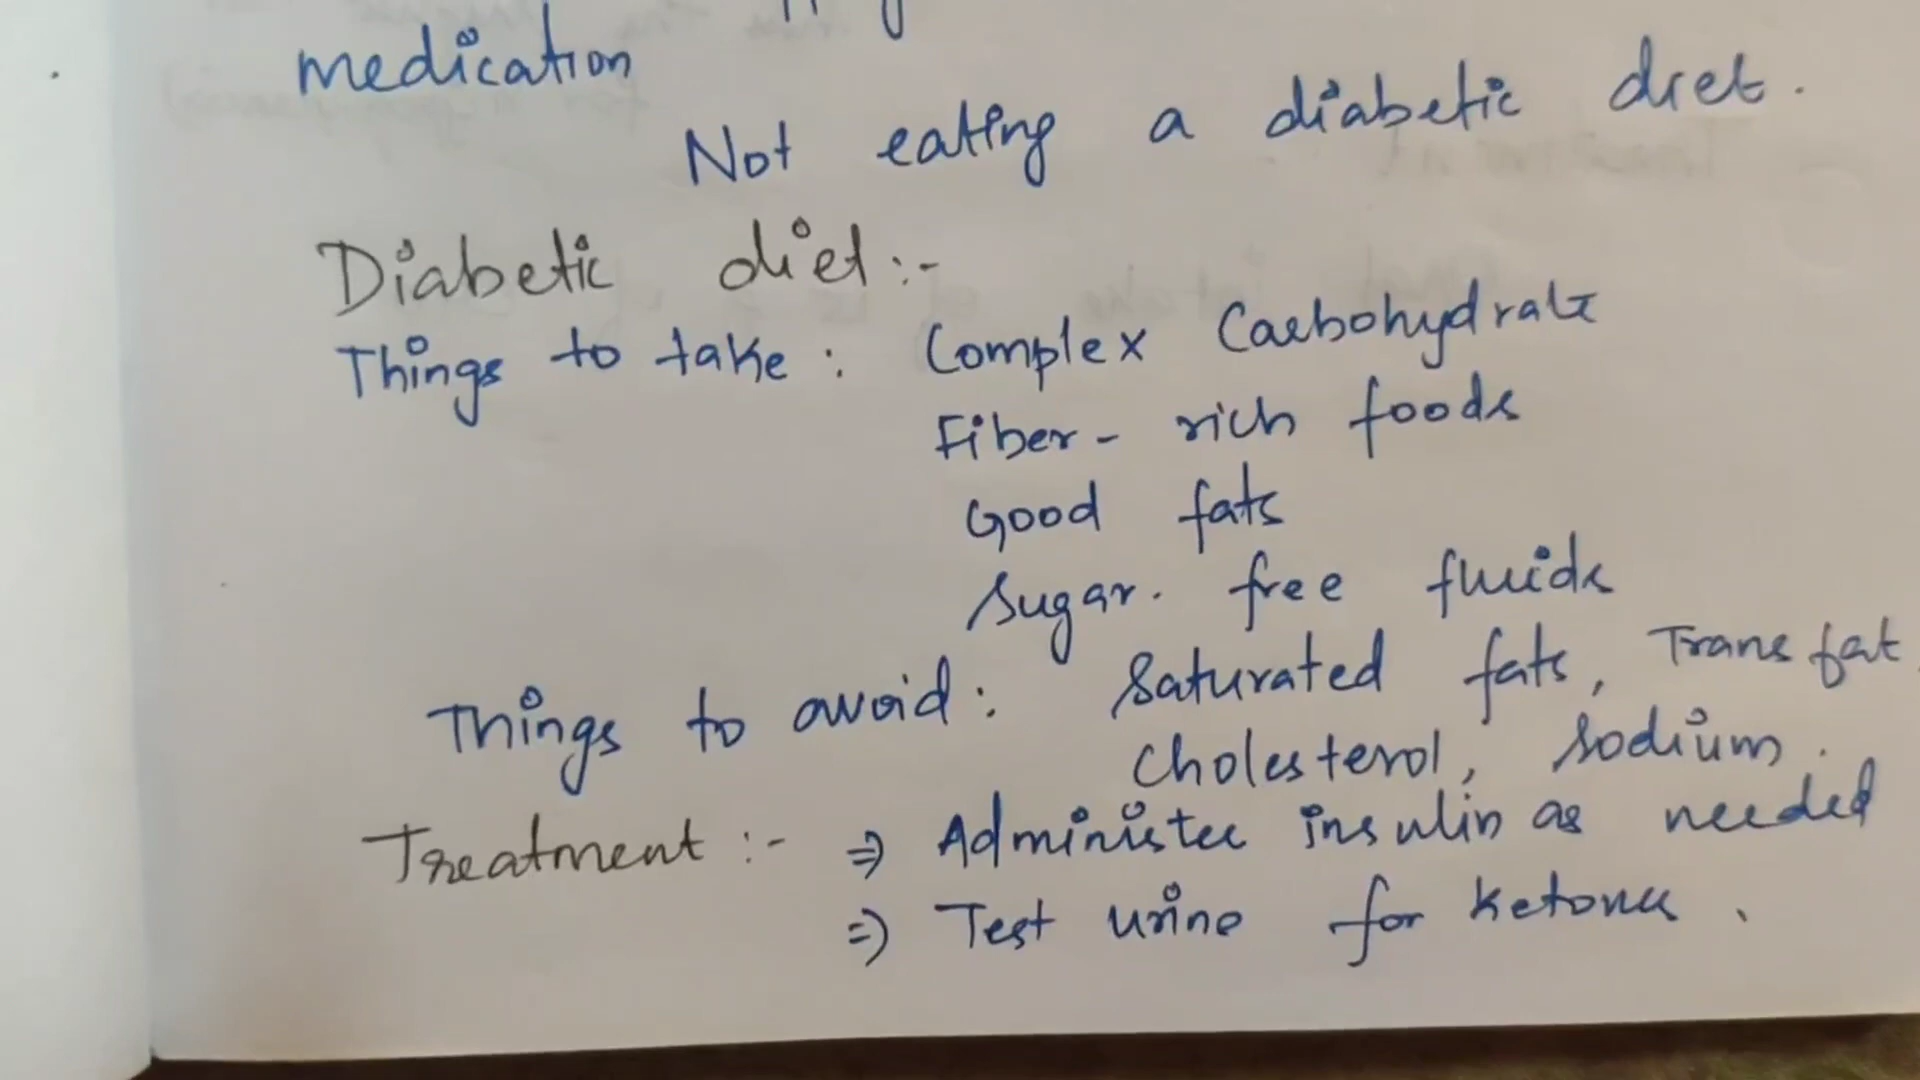 medication
Not eating a diabetic diet.
Diabetic diet :-
Things to take : Complex Carbohydrate
Fiber - rich foods
Good fats
Sugar. free fluids
Things to avoid : Saturated fats, Trans fat,
Cholesterol, Sodium.
Treatment :- ⇒ Administer insulin as needed
⇒ Test urine for ketones.